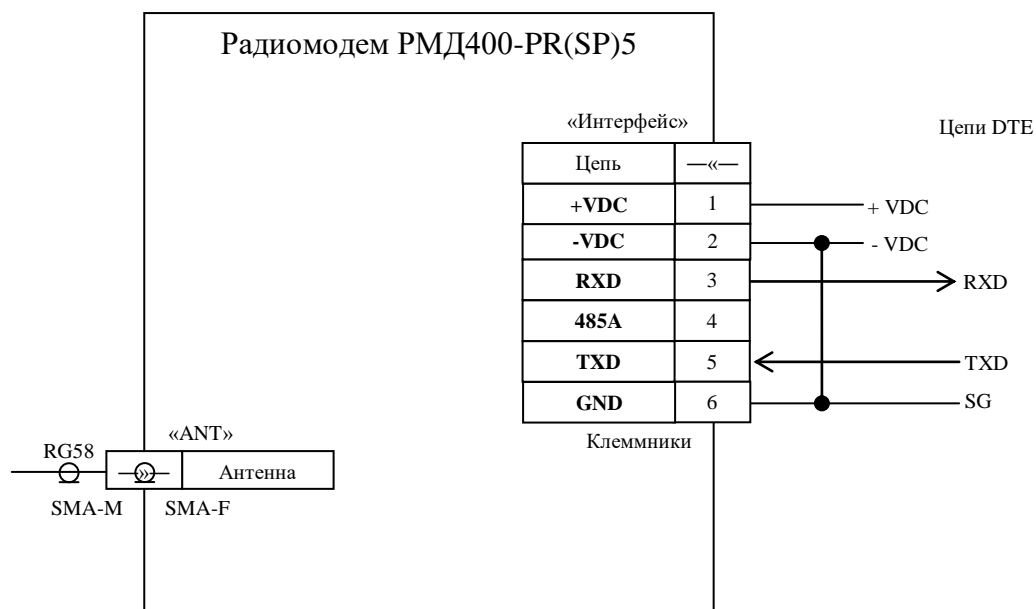 Радиомодем РМД400-PR(SP)5
«Интерфейс»
Цепи DTE
Цепь —«—
+VDC 1 + VDC
-VDC 2 - VDC
RXD 3 RXD
485A 4
TXD 5 TXD
GND 6 SG
Клеммники
«ANT»
RG58
—»— Антенна
SMA-M SMA-F